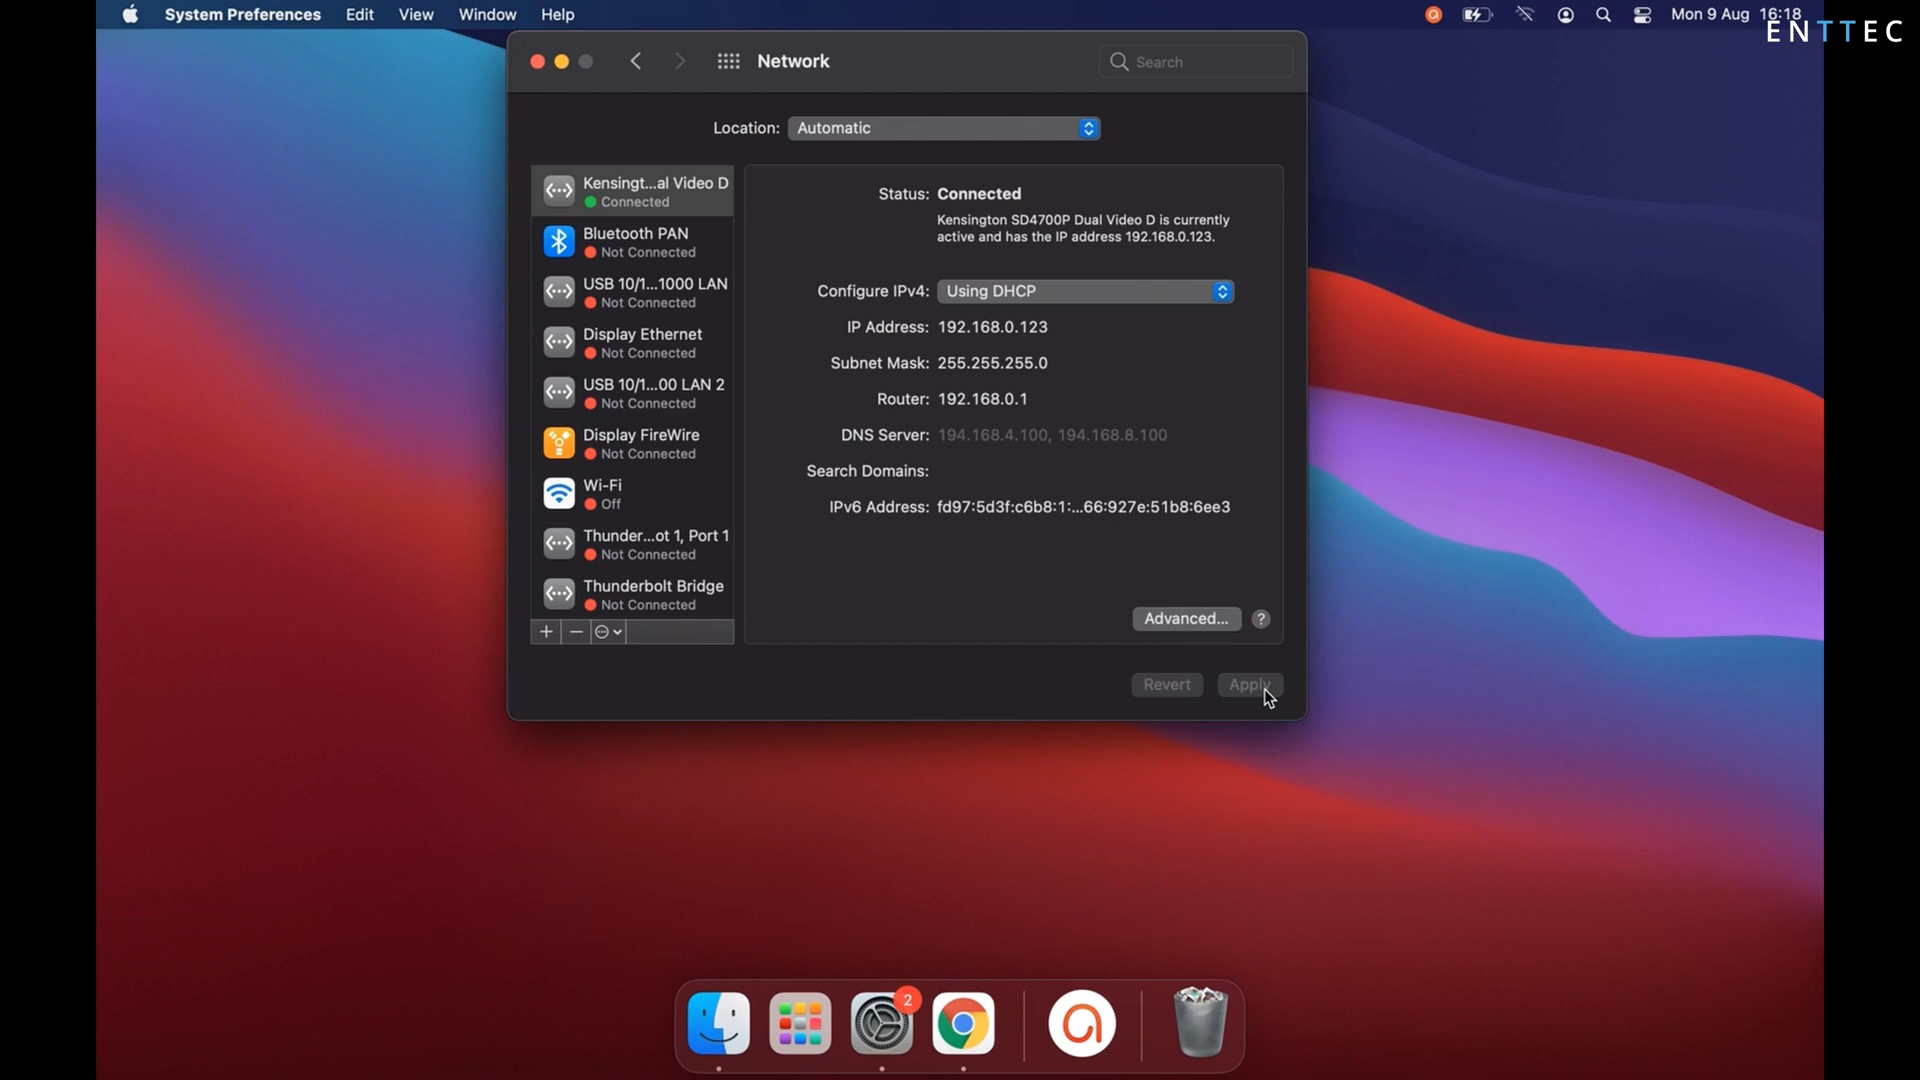 System Preferences Edit View Window Help
Mon 9 Aug 16:18
ENTTEC
Network
Search
Location: Automatic
Kensingt...al Video D
Connected
Bluetooth PAN
Not Connected
USB 10/1...1000 LAN
Not Connected
Display Ethernet
Not Connected
USB 10/1...00 LAN 2
Not Connected
Display FireWire
Not Connected
Wi-Fi
Off
Thunder...ot 1, Port 1
Not Connected
Thunderbolt Bridge
Not Connected
Status: Connected
Kensington SD4700P Dual Video D is currently
active and has the IP address 192.168.0.123.
Configure IPv4: Using DHCP
IP Address: 192.168.0.123
Subnet Mask: 255.255.255.0
Router: 192.168.0.1
DNS Server: 194.168.4.100, 194.168.8.100
Search Domains:
IPv6 Address: fd97:5d3f:c6b8:1:...66:927e:51b8:6ee3
Advanced... ?
Revert Apply
2